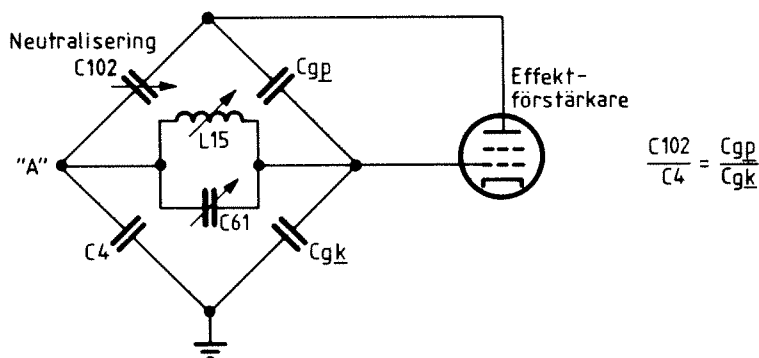 Neutralisering
C102
Cgp
L15
"A"
C61
C4
Cgk
Effekt-
förstärkare
C102/C4 = Cgp/Cgk